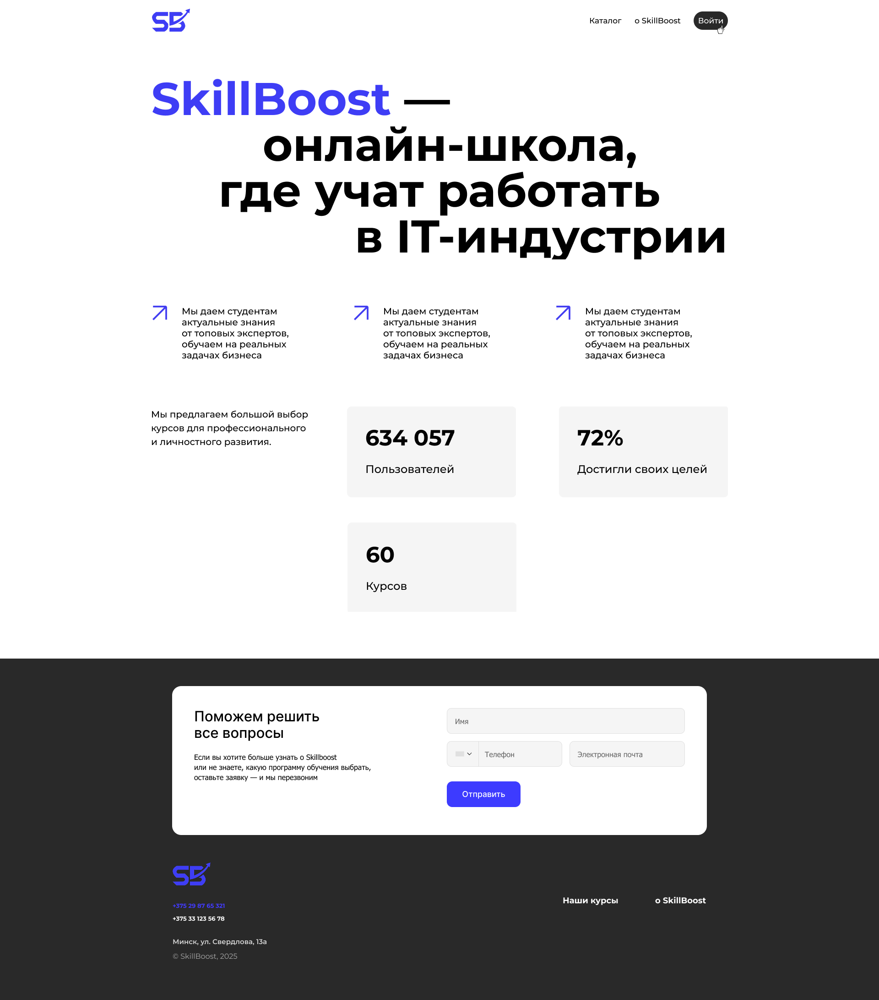 SB
Каталог
о SkillBoost
Войти
SkillBoost —
онлайн-школа,
где учат работать
в IT-индустрии
Мы даем студентам
актуальные знания
от топовых экспертов,
обучаем на реальных
задачах бизнеса
Мы даем студентам
актуальные знания
от топовых экспертов,
обучаем на реальных
задачах бизнеса
Мы даем студентам
актуальные знания
от топовых экспертов,
обучаем на реальных
задачах бизнеса
Мы предлагаем большой выбор
курсов для профессионального
и личностного развития.
634 057
Пользователей
72%
Достигли своих целей
60
Курсов
Поможем решить
все вопросы
Если вы хотите больше узнать о Skillboost
или не знаете, какую программу обучения выбрать,
оставьте заявку — и мы перезвоним
Имя
Телефон
Электронная почта
Отправить
SB
+375 29 87 65 321
+375 33 123 56 78
Минск, ул. Свердлова, 13а
© SkillBoost, 2025
Наши курсы
о SkillBoost